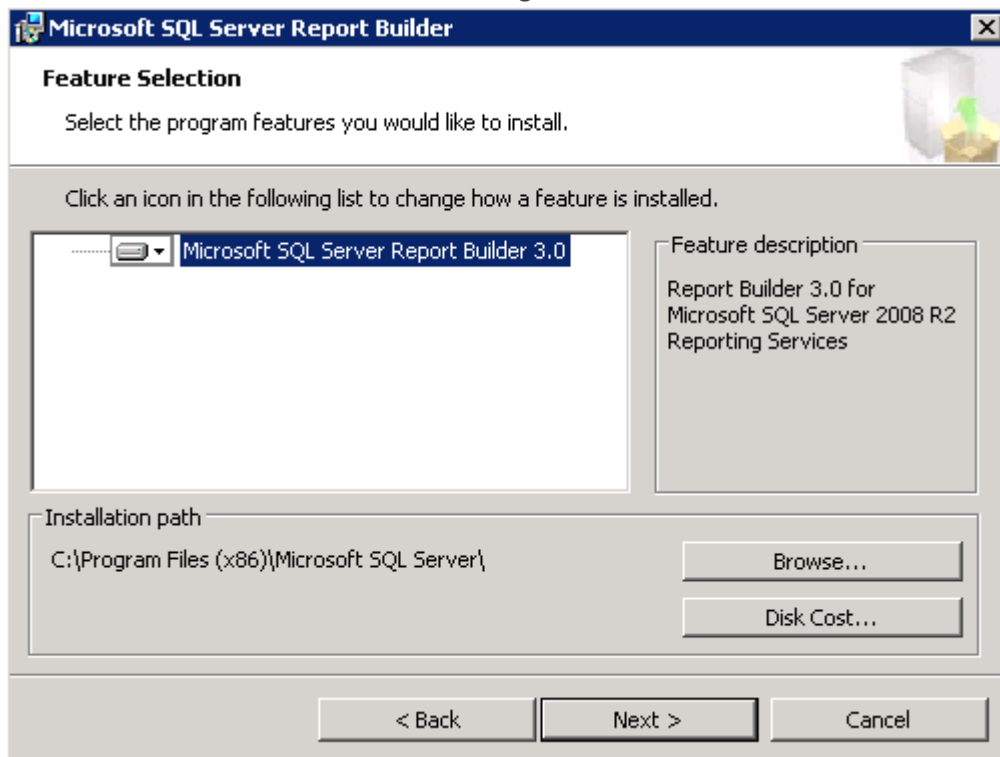 Microsoft SQL Server Report Builder
Feature Selection
Select the program features you would like to install.
Click an icon in the following list to change how a feature is installed.
Microsoft SQL Server Report Builder 3.0
Feature description
Report Builder 3.0 for
Microsoft SQL Server 2008 R2
Reporting Services
Installation path
C:\Program Files (x86)\Microsoft SQL Server\
Browse...
Disk Cost...
< Back
Next >
Cancel